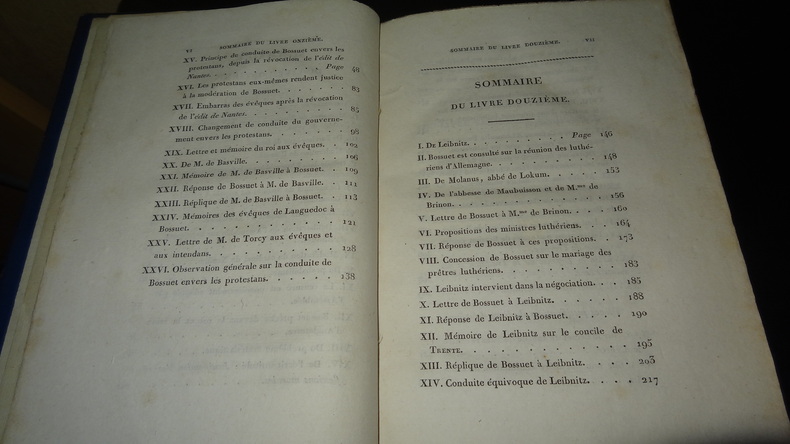 vi SOMMAIRE DU LIVRE ONZIÈME.
XV. Principe de conduite de Bossuet envers les
protestans, depuis la révocation de l'édit de
Nantes. . . . . . . . . . . Page 48
XVI. Les protestans eux-mêmes rendent justice
à la modération de Bossuet. . . . . . . 83
XVII. Embarras des évêques après la révocation
de l'édit de Nantes. . . . . . . . . 85
XVIII. Changement de conduite du gouverne-
ment envers les protestans. . . . . . . 98
XIX. Lettre et mémoire du roi aux évêques. . 102
XX. De M. de Basville. . . . . . . . . 106
XXI. Mémoire de M. de Basville à Bossuet. . 109
XXII. Réponse de Bossuet à M. de Basville. . 111
XXIII. Réplique de M. de Basville à Bossuet. . 113
XXIV. Mémoires des évêques de Languedoc à
Bossuet. . . . . . . . . . . . 121
XXV. Lettre de M. de Torcy aux évêques et
aux intendans. . . . . . . . . . 128
XXVI. Observation générale sur la conduite de
Bossuet envers les protestans. . . . . . 138
SOMMAIRE DU LIVRE DOUZIÈME. vij
SOMMAIRE
DU LIVRE DOUZIÈME.
I. De Leibnitz. . . . . . . . . . Page 146
II. Bossuet est consulté sur la réunion des luthé-
riens d'Allemagne. . . . . . . . . 148
III. De Molanus, abbé de Lokum. . . . . 153
IV. De l'abbesse de Maubuisson et de M.me de
Brinon. . . . . . . . . . . . 156
V. Lettre de Bossuet à M.me de Brinon. . . . 160
VI. Propositions des ministres luthériens. . . 164
VII. Réponse de Bossuet à ces propositions. . 173
VIII. Concession de Bossuet sur le mariage des
prêtres luthériens. . . . . . . . . 183
IX. Leibnitz intervient dans la négociation. . . 185
X. Lettre de Bossuet à Leibnitz. . . . . . 188
XI. Réponse de Leibnitz à Bossuet. . . . . 190
XII. Mémoire de Leibnitz sur le concile de
TRENTE. . . . . . . . . . . . 195
XIII. Réplique de Bossuet à Leibnitz. . . . . 203
XIV. Conduite équivoque de Leibnitz. . . . . 217